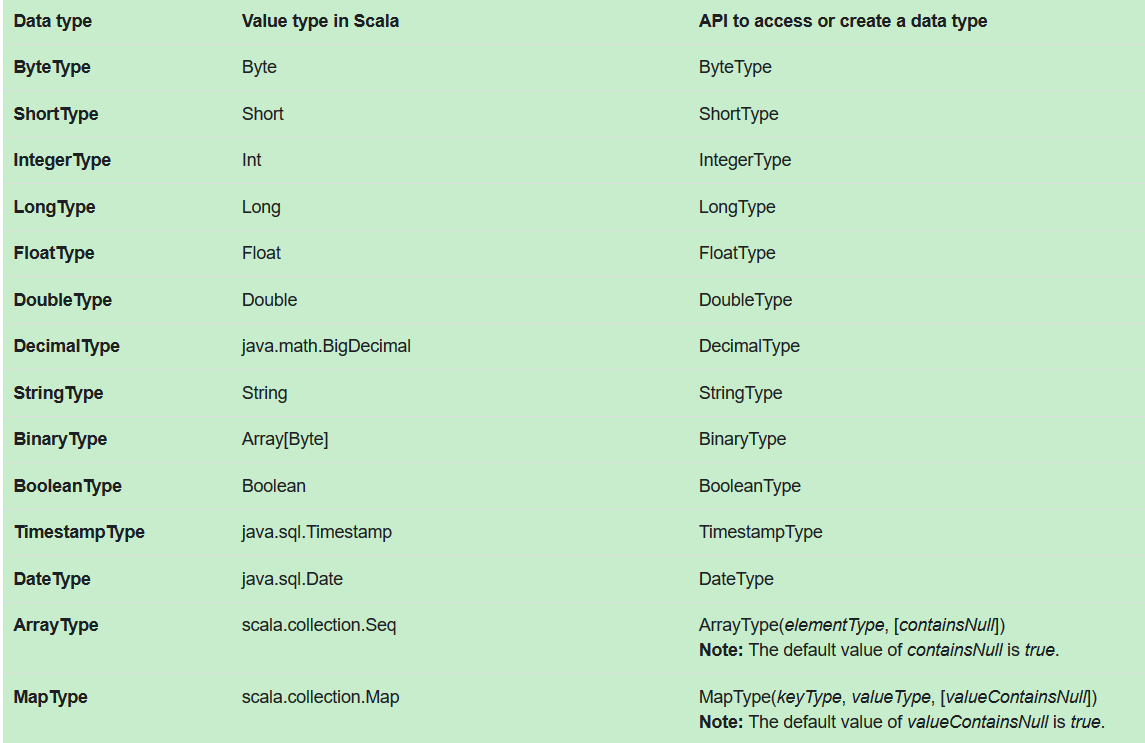 Data type Value type in Scala API to access or create a data type
ByteType Byte ByteType
ShortType Short ShortType
IntegerType Int IntegerType
LongType Long LongType
FloatType Float FloatType
DoubleType Double DoubleType
DecimalType java.math.BigDecimal DecimalType
StringType String StringType
BinaryType Array[Byte] BinaryType
BooleanType Boolean BooleanType
TimestampType java.sql.Timestamp TimestampType
DateType java.sql.Date DateType
ArrayType scala.collection.Seq ArrayType(elementType, [containsNull])
Note: The default value of containsNull is true.
MapType scala.collection.Map MapType(keyType, valueType, [valueContainsNull])
Note: The default value of valueContainsNull is true.